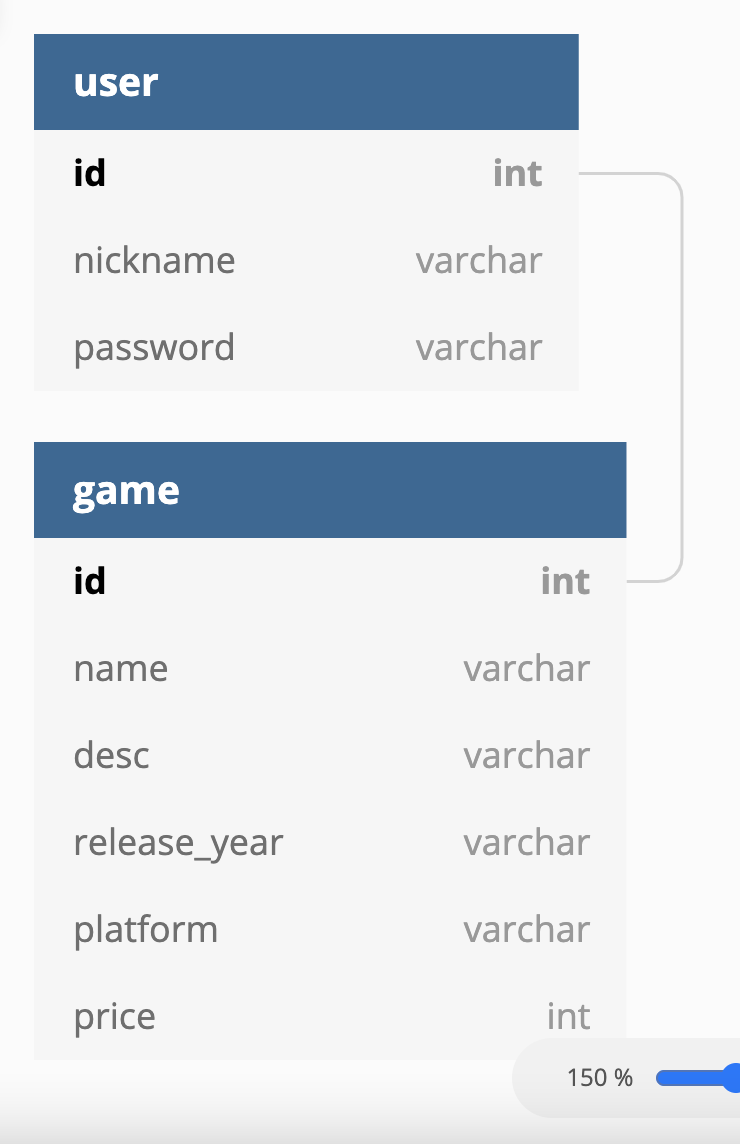 user
id int
nickname varchar
password varchar
game
id int
name varchar
desc varchar
release_year varchar
platform varchar
price int
150 %